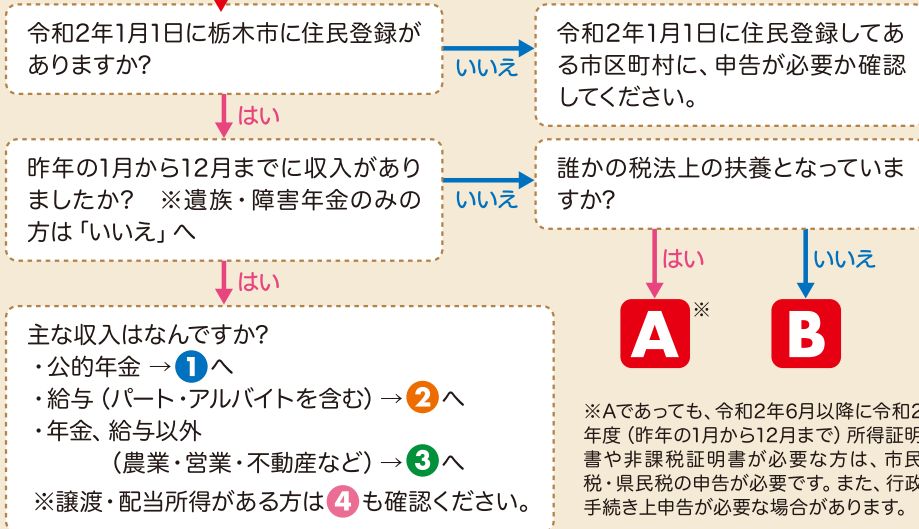 令和2年1月1日に栃木市に住民登録が
ありますか?
いいえ
令和2年1月1日に住民登録してあ
る市区町村に、申告が必要か確認
してください。
はい
昨年の1月から12月までに収入があり
ましたか? ※遺族・障害年金のみの
方は「いいえ」へ
いいえ
誰かの税法上の扶養となっていま
すか?
はい
主な収入はなんですか?
・公的年金 →1へ
・給与(パート・アルバイトを含む)→2へ
・年金、給与以外
(農業・営業・不動産など)→3へ
※譲渡・配当所得がある方は4も確認ください。
はい
いいえ
A※
B
※Aであっても、令和2年6月以降に令和2
年度(昨年の1月から12月まで)所得証明
書や非課税証明書が必要な方は、市民
税・県民税の申告が必要です。また、行政
手続き上申告が必要な場合があります。